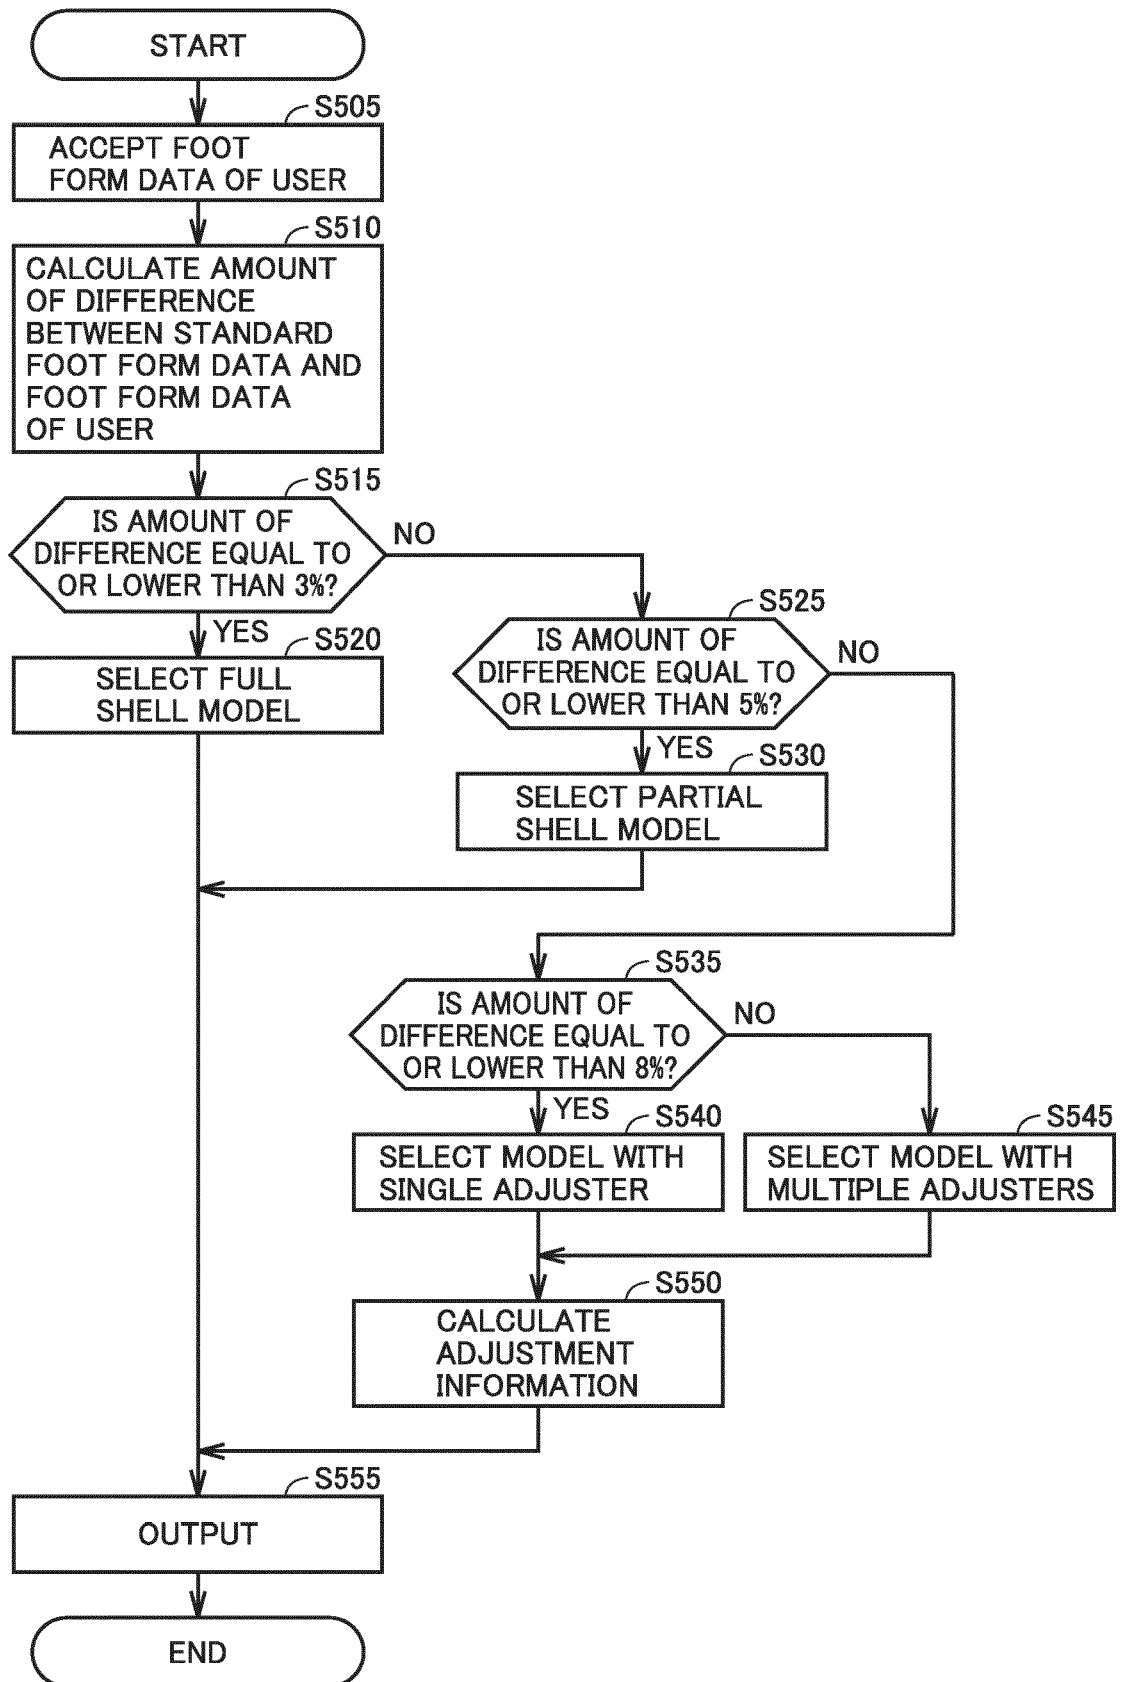 START
S505
ACCEPT FOOT
FORM DATA OF USER
S510
CALCULATE AMOUNT
OF DIFFERENCE
BETWEEN STANDARD
FOOT FORM DATA AND
FOOT FORM DATA
OF USER
S515
IS AMOUNT OF
DIFFERENCE EQUAL TO
OR LOWER THAN 3%?
NO
YES
S520
SELECT FULL
SHELL MODEL
S525
IS AMOUNT OF
DIFFERENCE EQUAL TO
OR LOWER THAN 5%?
NO
YES
S530
SELECT PARTIAL
SHELL MODEL
S535
IS AMOUNT OF
DIFFERENCE EQUAL TO
OR LOWER THAN 8%?
NO
YES
S540
SELECT MODEL WITH
SINGLE ADJUSTER
S545
SELECT MODEL WITH
MULTIPLE ADJUSTERS
S550
CALCULATE
ADJUSTMENT
INFORMATION
S555
OUTPUT
END